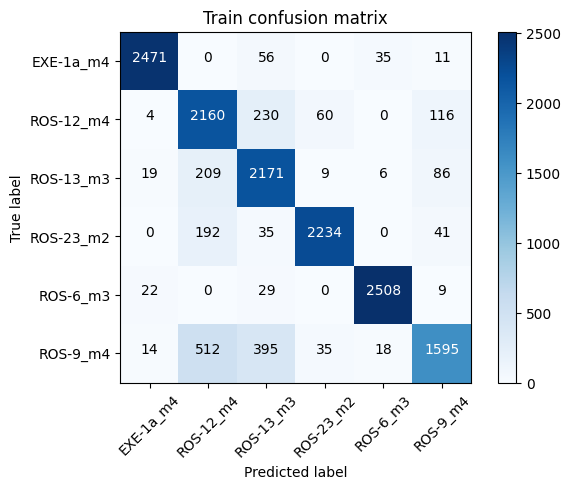 Train confusion matrix
EXE-1a_m4 2471 0 56 0 35 11
ROS-12_m4 4 2160 230 60 0 116
ROS-13_m3 19 209 2171 9 6 86
ROS-23_m2 0 192 35 2234 0 41
ROS-6_m3 22 0 29 0 2508 9
ROS-9_m4 14 512 395 35 18 1595
EXE-1a_m4 ROS-12_m4 ROS-13_m3 ROS-23_m2 ROS-6_m3 ROS-9_m4
Predicted label
True label
2500
2000
1500
1000
500
0